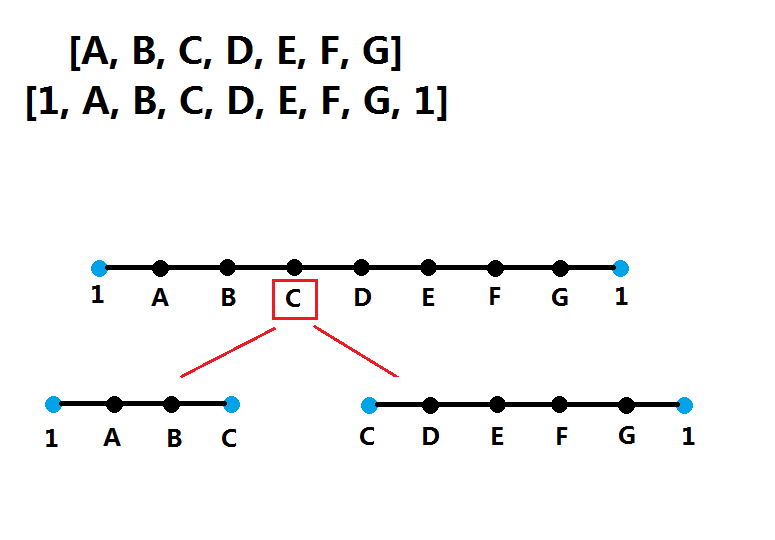 [A, B, C, D, E, F, G]
[1, A, B, C, D, E, F, G, 1]
1 A B C D E F G 1
1 A B C
C D E F G 1